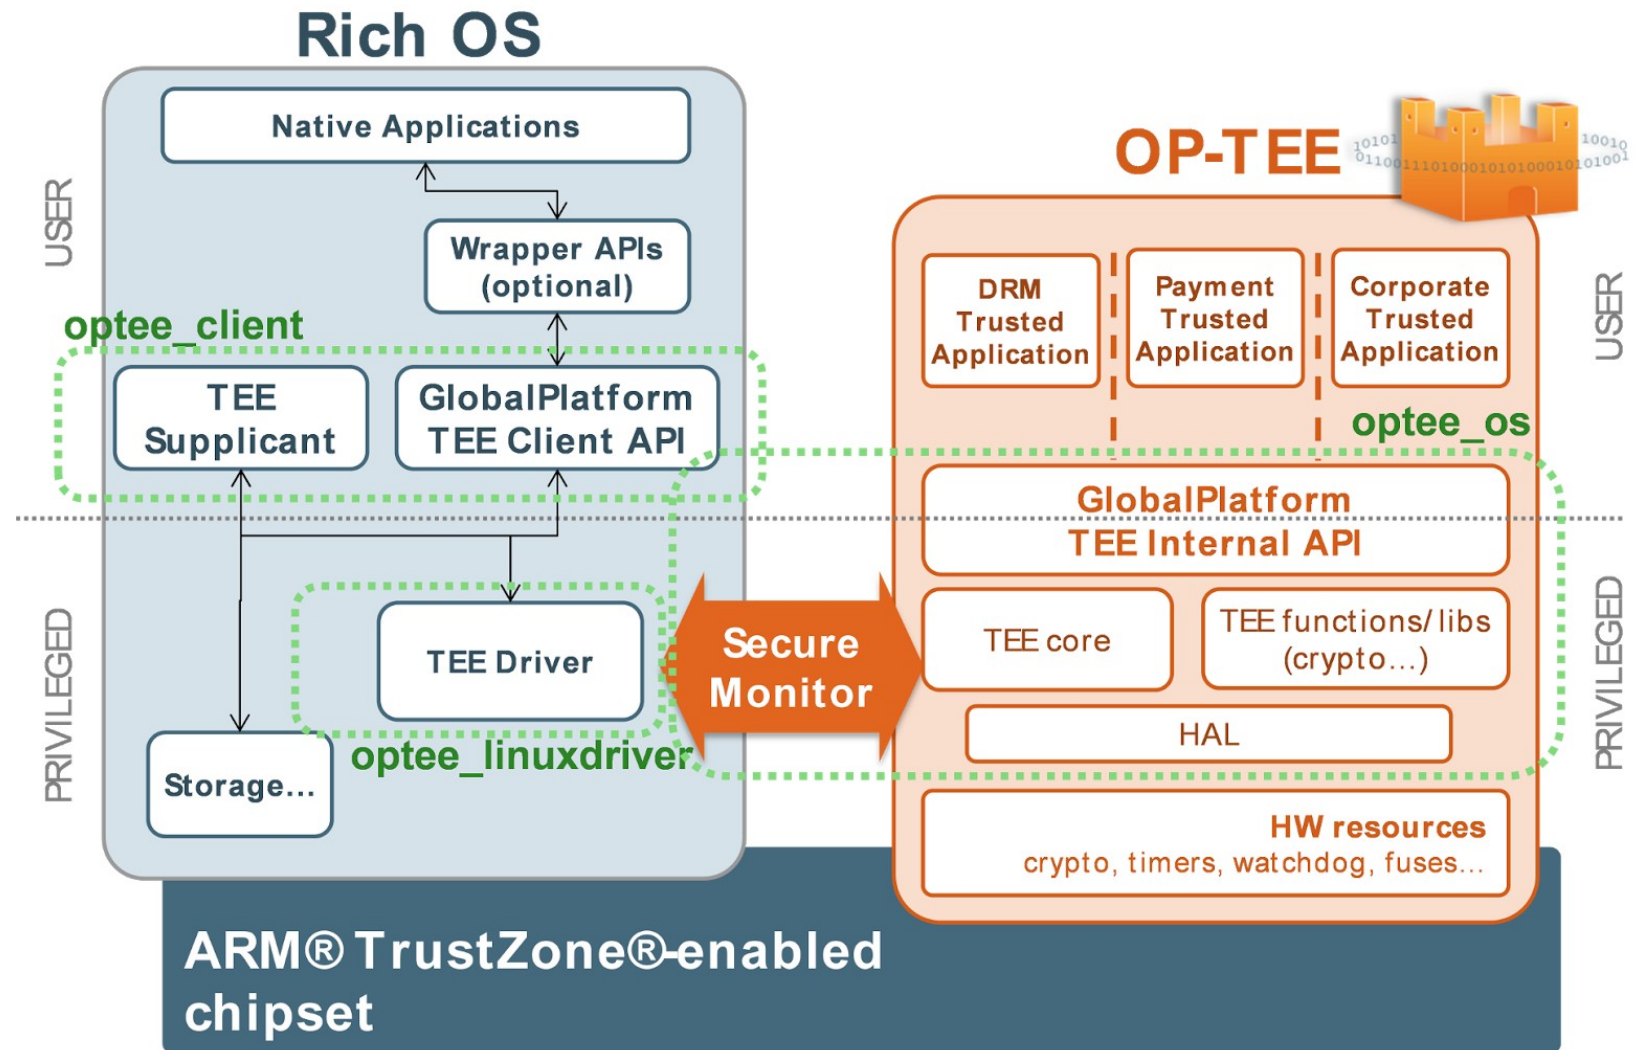 Rich OS
Native Applications
Wrapper APIs
(optional)
optee_client
TEE
Supplicant
GlobalPlatform
TEE Client API
TEE Driver
optee_linuxdriver
Storage...
USER
PRIVILEGED
Secure
Monitor
OP-TEE
10101
10010
0110011101000101010001010101001
DRM
Trusted
Application
Payment
Trusted
Application
Corporate
Trusted
Application
optee_os
GlobalPlatform
TEE Internal API
TEE core
TEE functions/libs
(crypto...)
HAL
HW resources
crypto, timers, watchdog, fuses...
USER
PRIVILEGED
ARM® TrustZone®-enabled
chipset